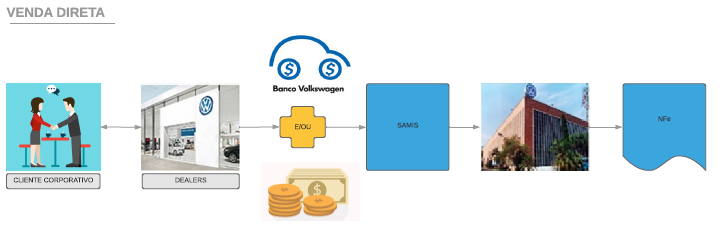 VENDA DIRETA
Banco Volkswagen
E/OU
SAMIS
NFe
CLIENTE CORPORATIVO
DEALERS